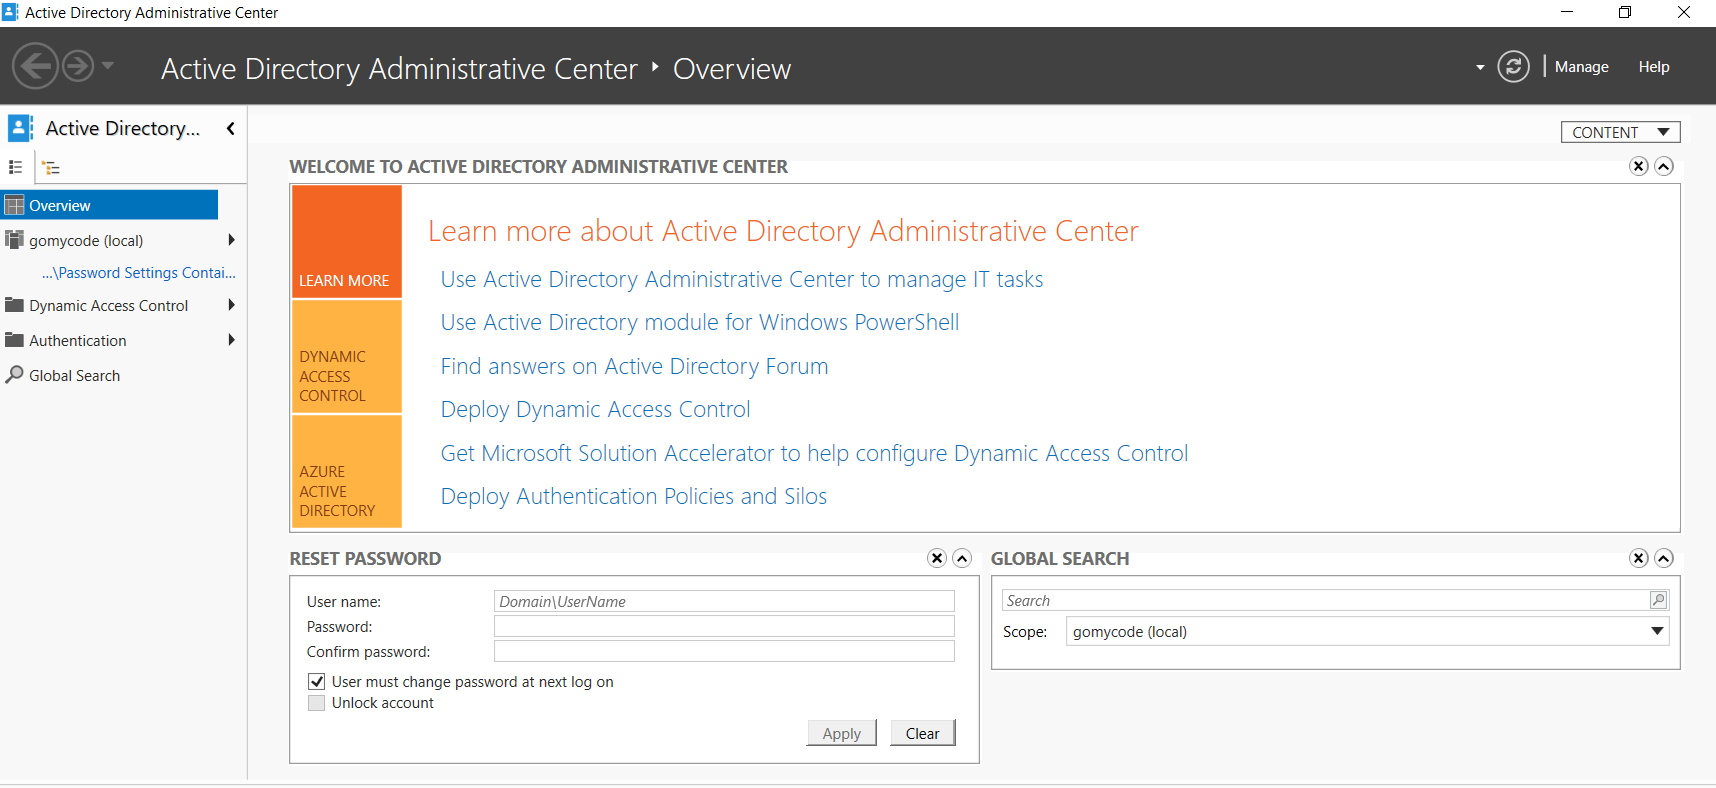 Active Directory Administrative Center
Active Directory Administrative Center ‣ Overview
Manage
Help
Active Directory...
Overview
gomycode (local)
...\Password Settings Contai...
Dynamic Access Control
Authentication
Global Search
CONTENT
WELCOME TO ACTIVE DIRECTORY ADMINISTRATIVE CENTER
LEARN MORE
DYNAMIC
ACCESS
CONTROL
AZURE
ACTIVE
DIRECTORY
Learn more about Active Directory Administrative Center
Use Active Directory Administrative Center to manage IT tasks
Use Active Directory module for Windows PowerShell
Find answers on Active Directory Forum
Deploy Dynamic Access Control
Get Microsoft Solution Accelerator to help configure Dynamic Access Control
Deploy Authentication Policies and Silos
RESET PASSWORD
User name:
Domain\UserName
Password:
Confirm password:
User must change password at next log on
Unlock account
Apply
Clear
GLOBAL SEARCH
Search
Scope:
gomycode (local)